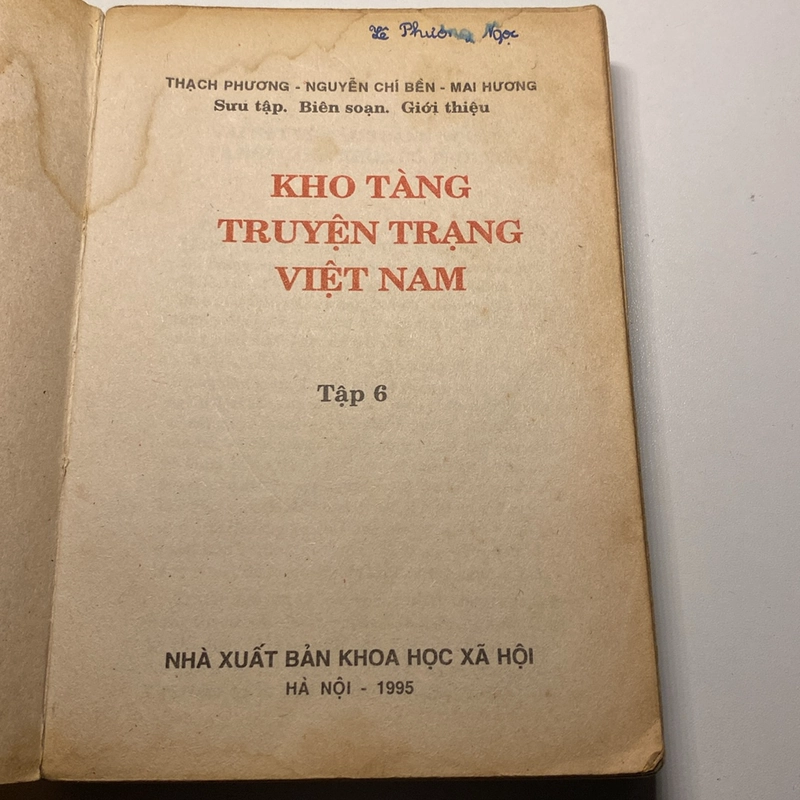 Lê Phương Ngọc
THẠCH PHƯƠNG - NGUYỄN CHÍ BỀN - MAI HƯƠNG
Sưu tập. Biên soạn. Giới thiệu
KHO TÀNG
TRUYỆN TRẠNG
VIỆT NAM
Tập 6
NHÀ XUẤT BẢN KHOA HỌC XÃ HỘI
HÀ NỘI - 1995